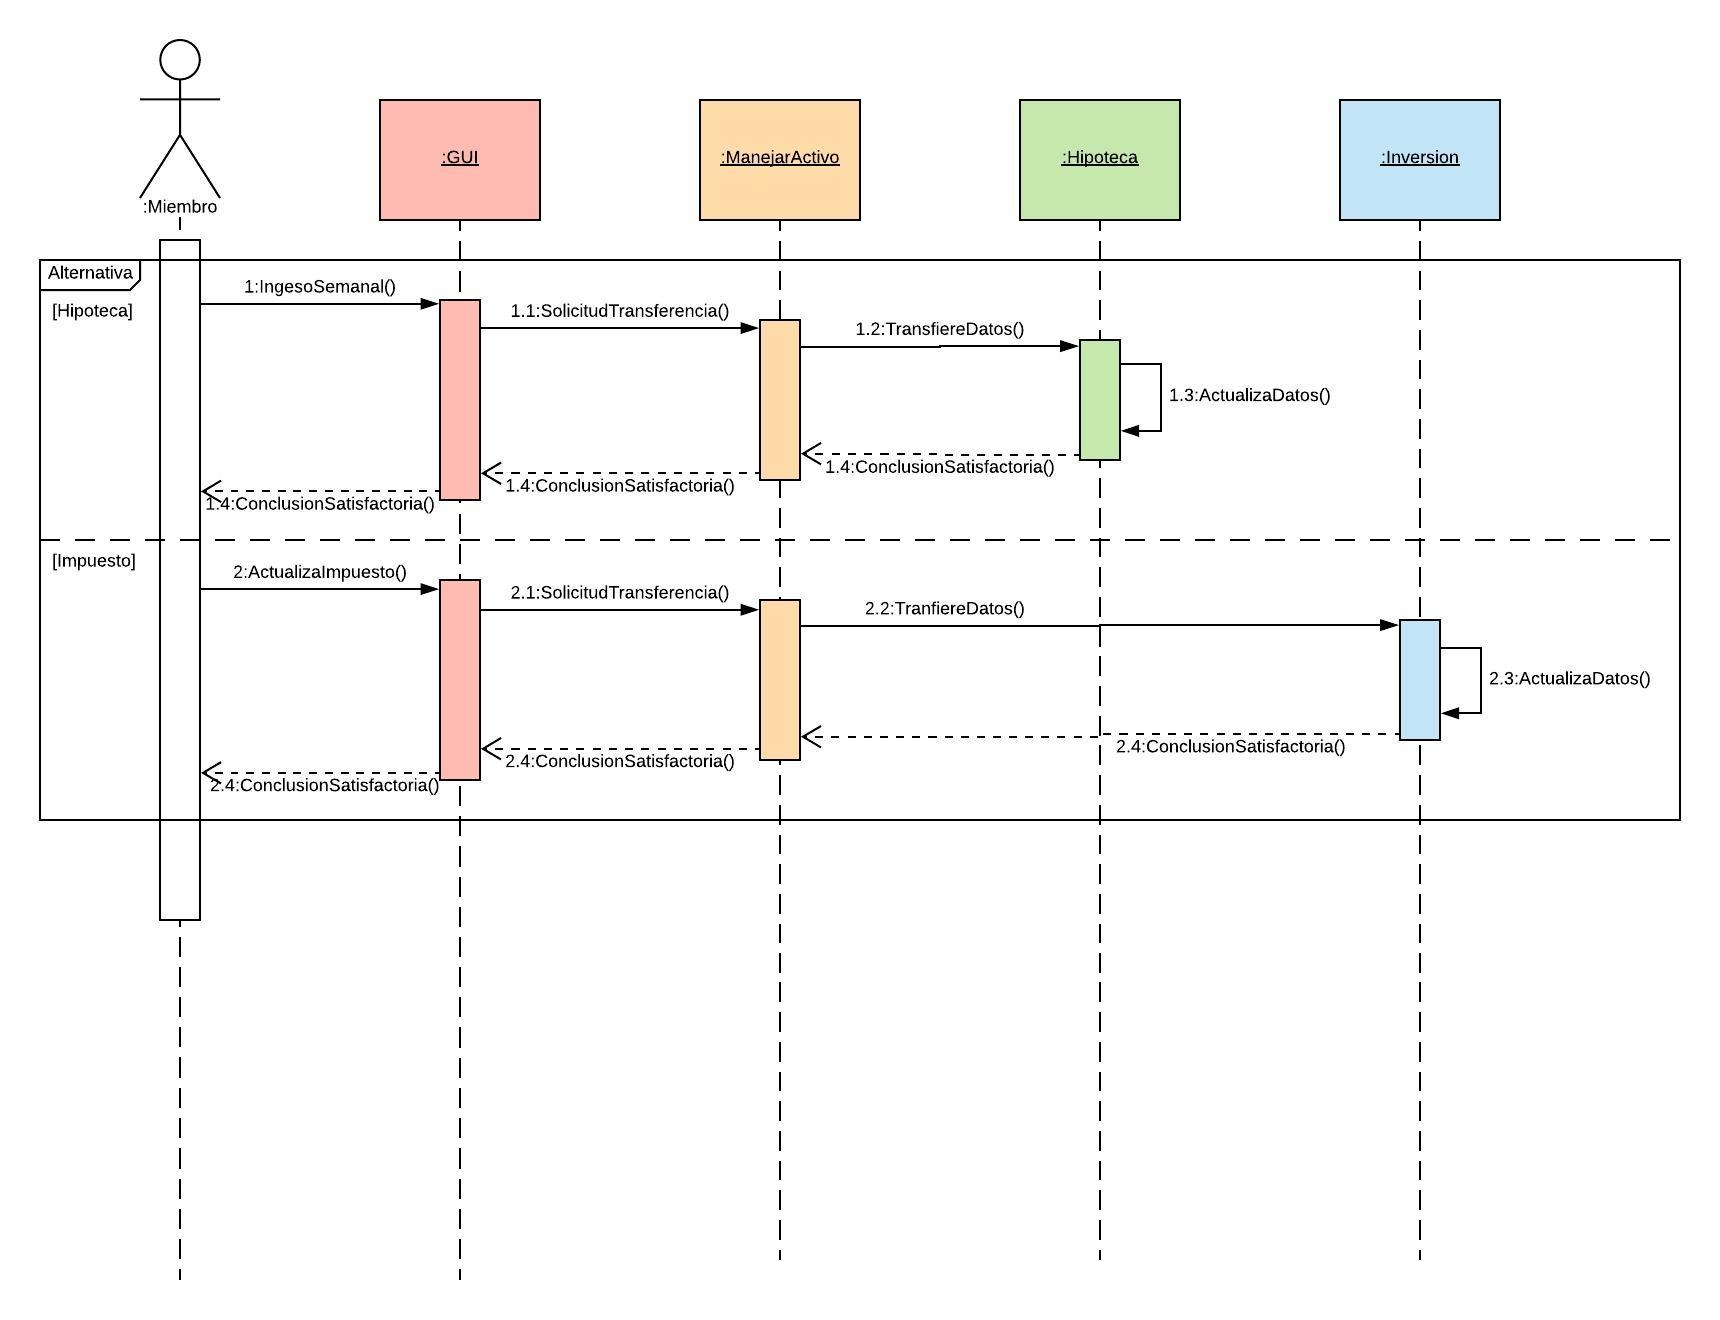 :Miembro
:GUI
:ManejarActivo
:Hipoteca
:Inversion
Alternativa
[Hipoteca]
1:IngesoSemanal()
1.1:SolicitudTransferencia()
1.2:TransfiereDatos()
1.3:ActualizaDatos()
1.4:ConclusionSatisfactoria()
1.4:ConclusionSatisfactoria()
1.4:ConclusionSatisfactoria()
[Impuesto]
2:ActualizaImpuesto()
2.1:SolicitudTransferencia()
2.2:TranfiereDatos()
2.3:ActualizaDatos()
2.4:ConclusionSatisfactoria()
2.4:ConclusionSatisfactoria()
2.4:ConclusionSatisfactoria()